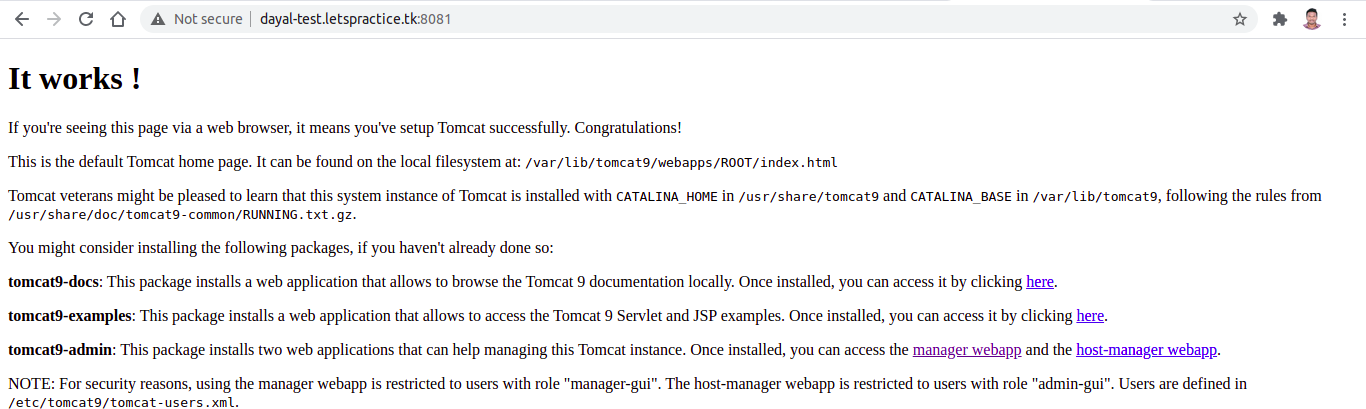 Not secure | dayal-test.letspractice.tk:8081
It works !
If you're seeing this page via a web browser, it means you've setup Tomcat successfully. Congratulations!
This is the default Tomcat home page. It can be found on the local filesystem at: /var/lib/tomcat9/webapps/ROOT/index.html
Tomcat veterans might be pleased to learn that this system instance of Tomcat is installed with CATALINA_HOME in /usr/share/tomcat9 and CATALINA_BASE in /var/lib/tomcat9, following the rules from
/usr/share/doc/tomcat9-common/RUNNING.txt.gz.
You might consider installing the following packages, if you haven't already done so:
tomcat9-docs: This package installs a web application that allows to browse the Tomcat 9 documentation locally. Once installed, you can access it by clicking here.
tomcat9-examples: This package installs a web application that allows to access the Tomcat 9 Servlet and JSP examples. Once installed, you can access it by clicking here.
tomcat9-admin: This package installs two web applications that can help managing this Tomcat instance. Once installed, you can access the manager webapp and the host-manager webapp.
NOTE: For security reasons, using the manager webapp is restricted to users with role "manager-gui". The host-manager webapp is restricted to users with role "admin-gui". Users are defined in
/etc/tomcat9/tomcat-users.xml.